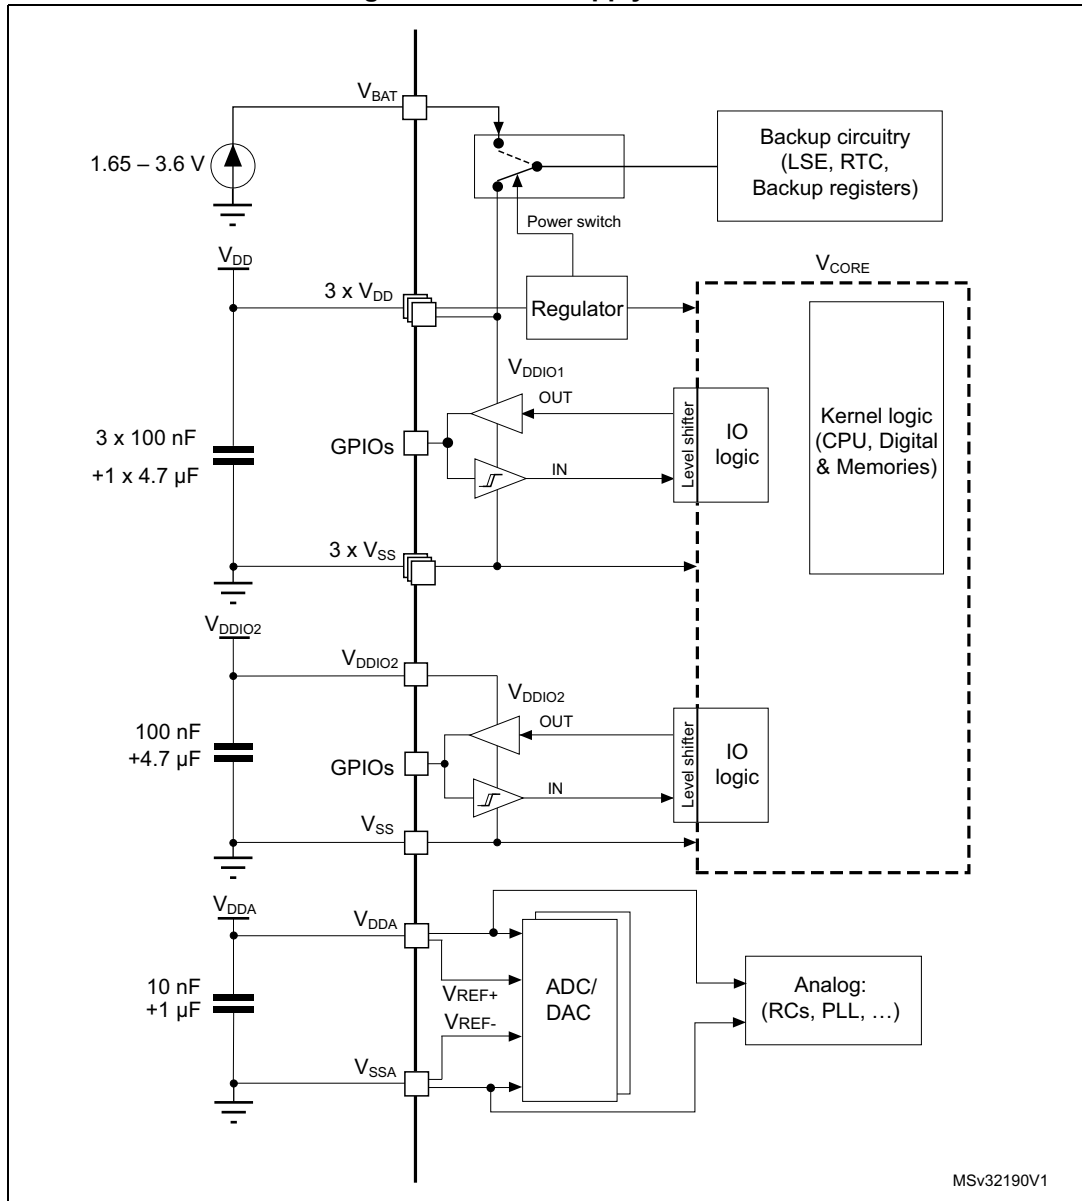 VBAT
1.65 – 3.6 V
Backup circuitry
(LSE, RTC,
Backup registers)
Power switch
VDD
3 x VDD
Regulator
VCORE
VDDIO1
OUT
3 x 100 nF
+1 x 4.7 µF
GPIOs
IN
Level shifter
IO
logic
Kernel logic
(CPU, Digital
& Memories)
3 x VSS
VDDIO2
VDDIO2
VDDIO2
OUT
100 nF
+4.7 µF
GPIOs
IN
Level shifter
IO
logic
VSS
VDDA
VDDA
10 nF
+1 µF
VREF+
VREF-
ADC/
DAC
Analog:
(RCs, PLL, …)
VSSA
MSv32190V1